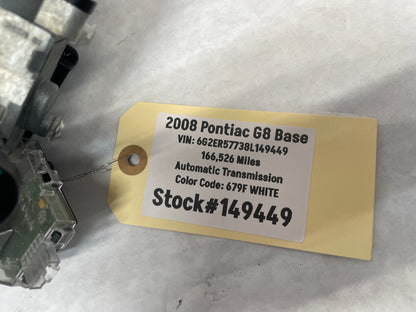 2008 Pontiac G8 Base
VIN: 6G2ER57738L149449
166,526 Miles
Automatic Transmission
Color Code: 679F WHITE
Stock#149449